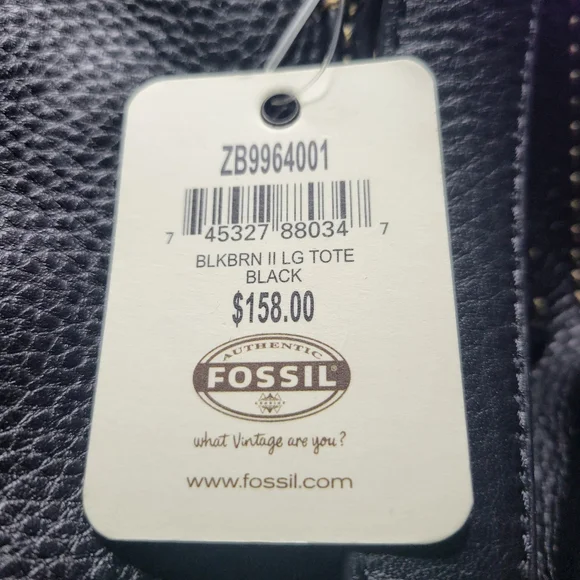 ZB9964001
7 45327 88034 7
BLKBRN II LG TOTE
BLACK
$158.00
AUTHENTIC
FOSSIL
what Vintage are you?
www.fossil.com